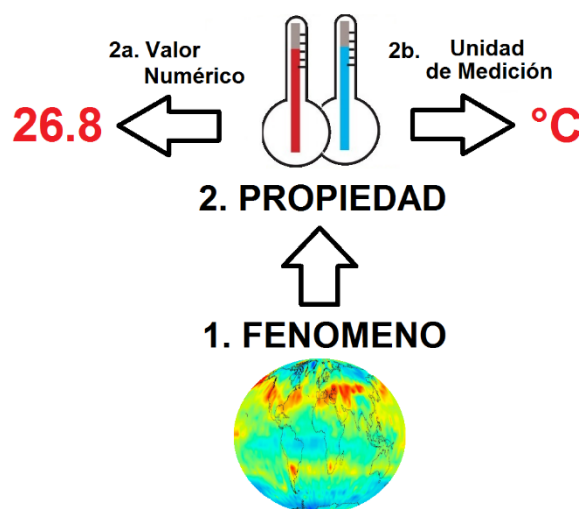 2a. Valor
Numérico
2b. Unidad
de Medición
26.8
°C
2. PROPIEDAD
1. FENOMENO